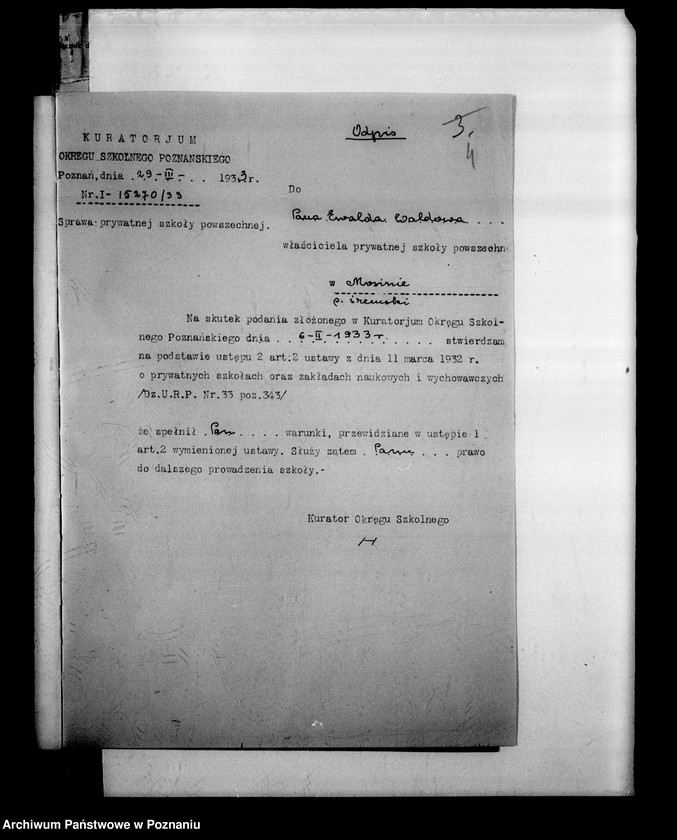 Odpis
3.
4
K U R A T O R J U M
OKRĘGU SZKOLNEGO POZNAŃSKIEGO
Poznań, dnia . 29-III- . . 1933 r.
Nr. I- 15270/33
Sprawa: prywatnej szkoły powszechnej.
Do
Pana Ewalda Waldowa . . . .
właściciela prywatnej szkoły powszechn
w Mosinie
p. śremski
Na skutek podania złożonego w Kuratorjum Okręgu Szkol-
nego Poznańskiego dnia . . 6-II-1933 r. . . . . . stwierdzam
na podstawie ustępu 2 art:2 ustawy z dnia 11 marca 1932 r.
o prywatnych szkołach oraz zakładach naukowych i wychowawczych
/Dz.U.R.P. Nr.33 poz.343/
że spełnił . Pan . . . . warunki, przewidziane w ustępie 1
art.2 wymienionej ustawy. Służy zatem . Panu . . . prawo
do dalszego prowadzenia szkoły.-
Kurator Okręgu Szkolnego
Archiwum Państwowe w Poznaniu